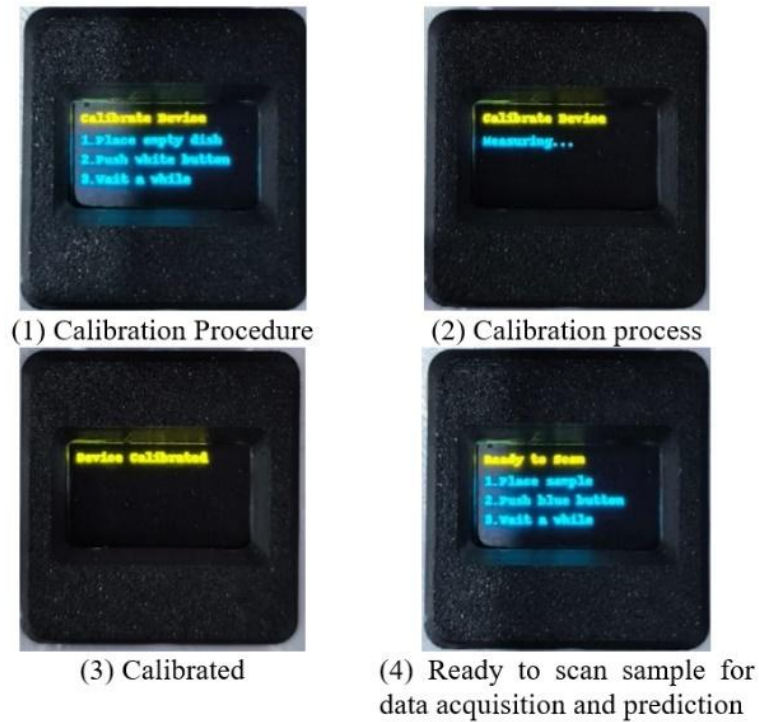 Calibrate Device
1.Place empty dish
2.Push white button
3.Wait a while
Calibrate Device
Measuring...
(1) Calibration Procedure
(2) Calibration process
Device Calibrated
Ready to Scan
1.Place sample
2.Push blue button
3.Wait a while
(3) Calibrated
(4) Ready to scan sample for
data acquisition and prediction